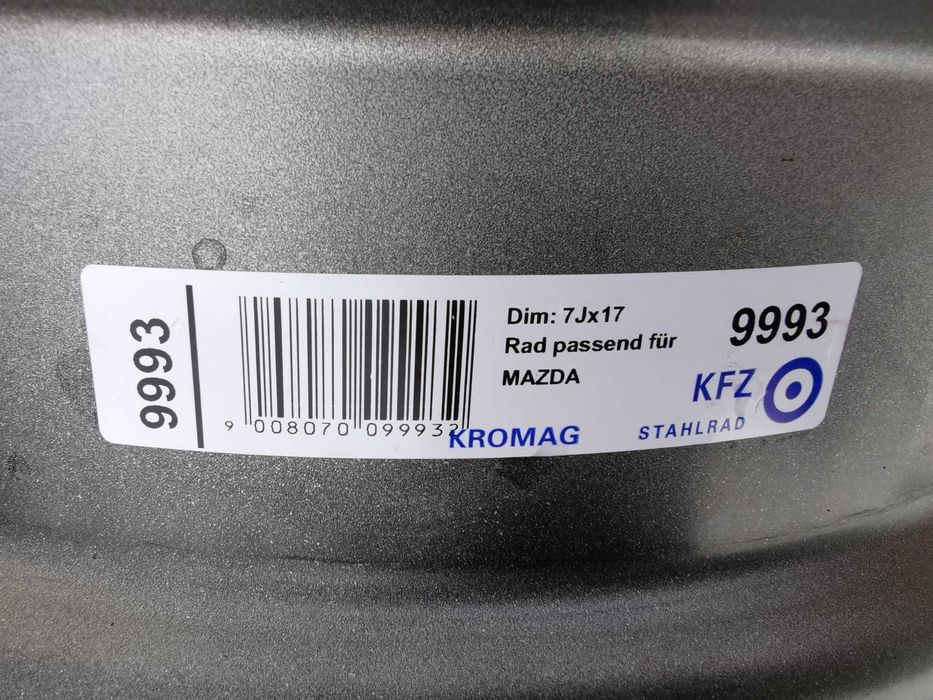 9993
9 008070 099932
Dim: 7Jx17
Rad passend für
MAZDA
9993
KFZ
KROMAG
STAHLRAD